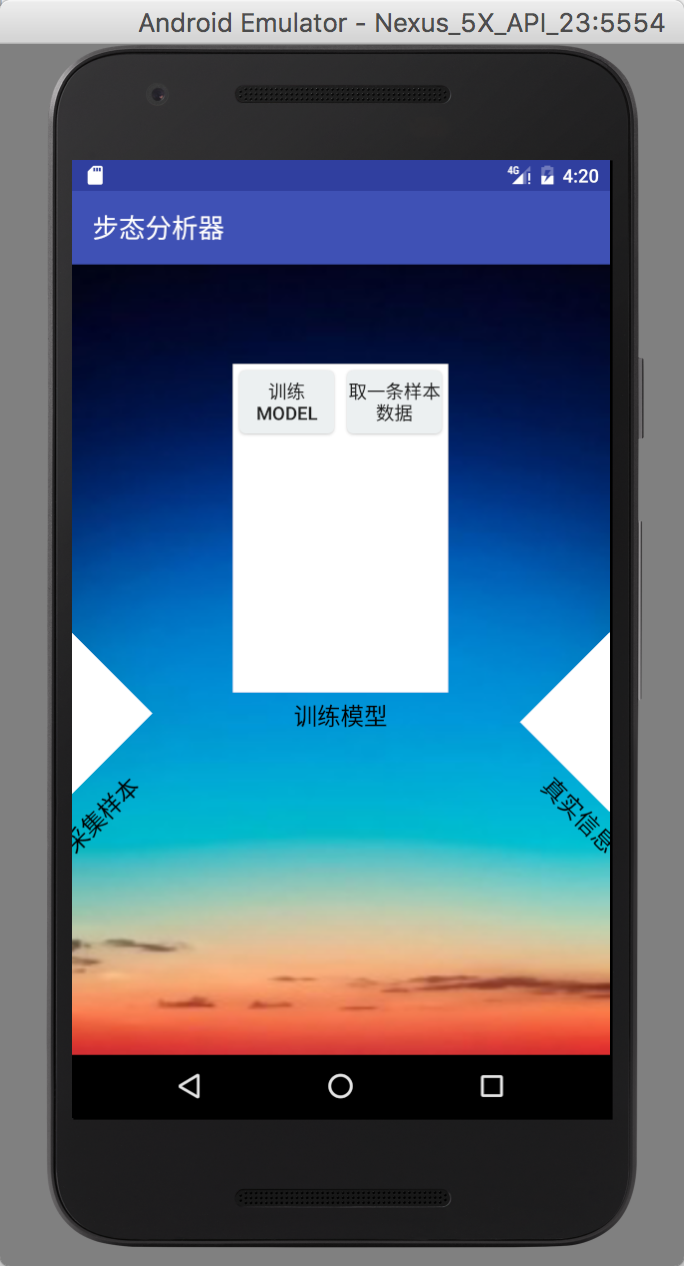 Android Emulator - Nexus_5X_API_23:5554
4G 4:20
步态分析器
训练
MODEL
取一条样本
数据
训练模型
采集样本
真实信息